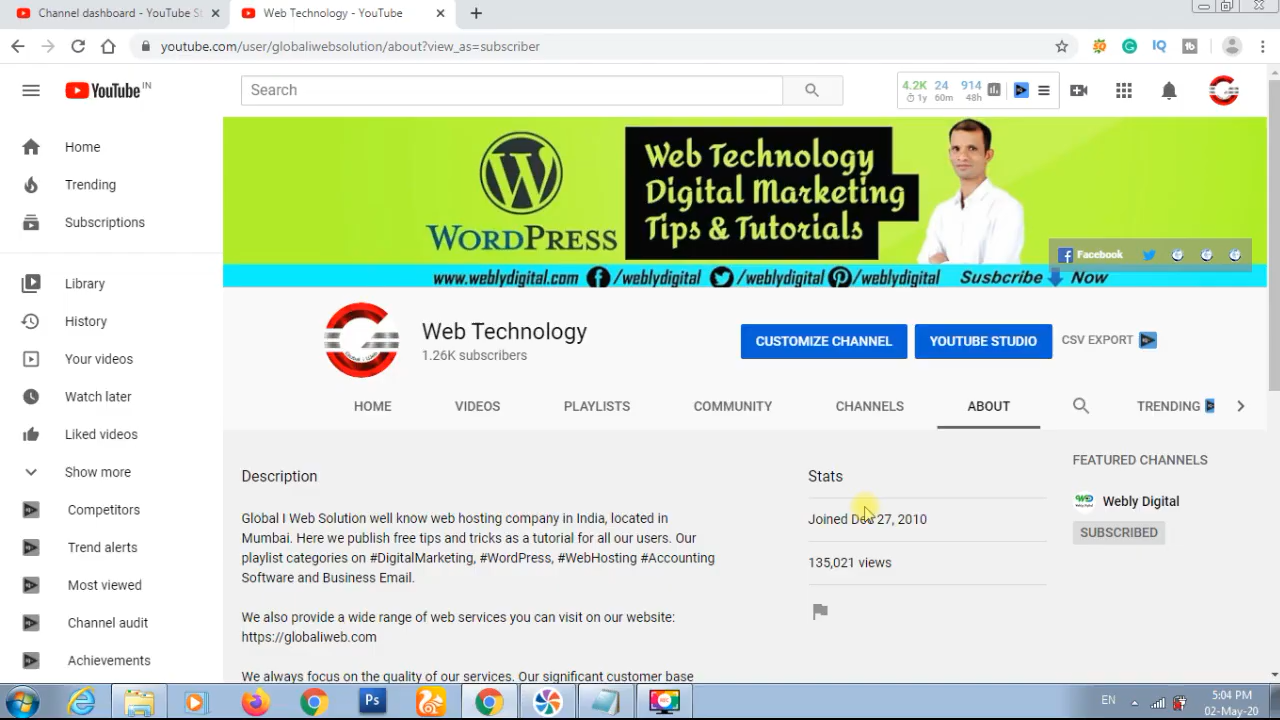 Channel dashboard - YouTube St
Web Technology - YouTube
youtube.com/user/globaliwebsolution/about?view_as=subscriber
YouTube IN
Search
4.2K 24 914
1y 60m 48h
Home
Trending
Subscriptions
Library
History
Your videos
Watch later
Liked videos
Show more
Competitors
Trend alerts
Most viewed
Channel audit
Achievements
WORDPRESS
Web Technology
Digital Marketing
Tips & Tutorials
Facebook
www.weblydigital.com /weblydigital /weblydigital /weblydigital Susbcribe Now
Web Technology
1.26K subscribers
CUSTOMIZE CHANNEL
YOUTUBE STUDIO
CSV EXPORT
HOME VIDEOS PLAYLISTS COMMUNITY CHANNELS ABOUT TRENDING
Description
Global I Web Solution well know web hosting company in India, located in
Mumbai. Here we publish free tips and tricks as a tutorial for all our users. Our
playlist categories on #DigitalMarketing, #WordPress, #WebHosting #Accounting
Software and Business Email.
We also provide a wide range of web services you can visit on our website:
https://globaliweb.com
We always focus on the quality of our services. Our significant customer base
Stats
Joined Dec 27, 2010
135,021 views
FEATURED CHANNELS
Webly Digital
SUBSCRIBED
Ps
EN
5:04 PM
02-May-20